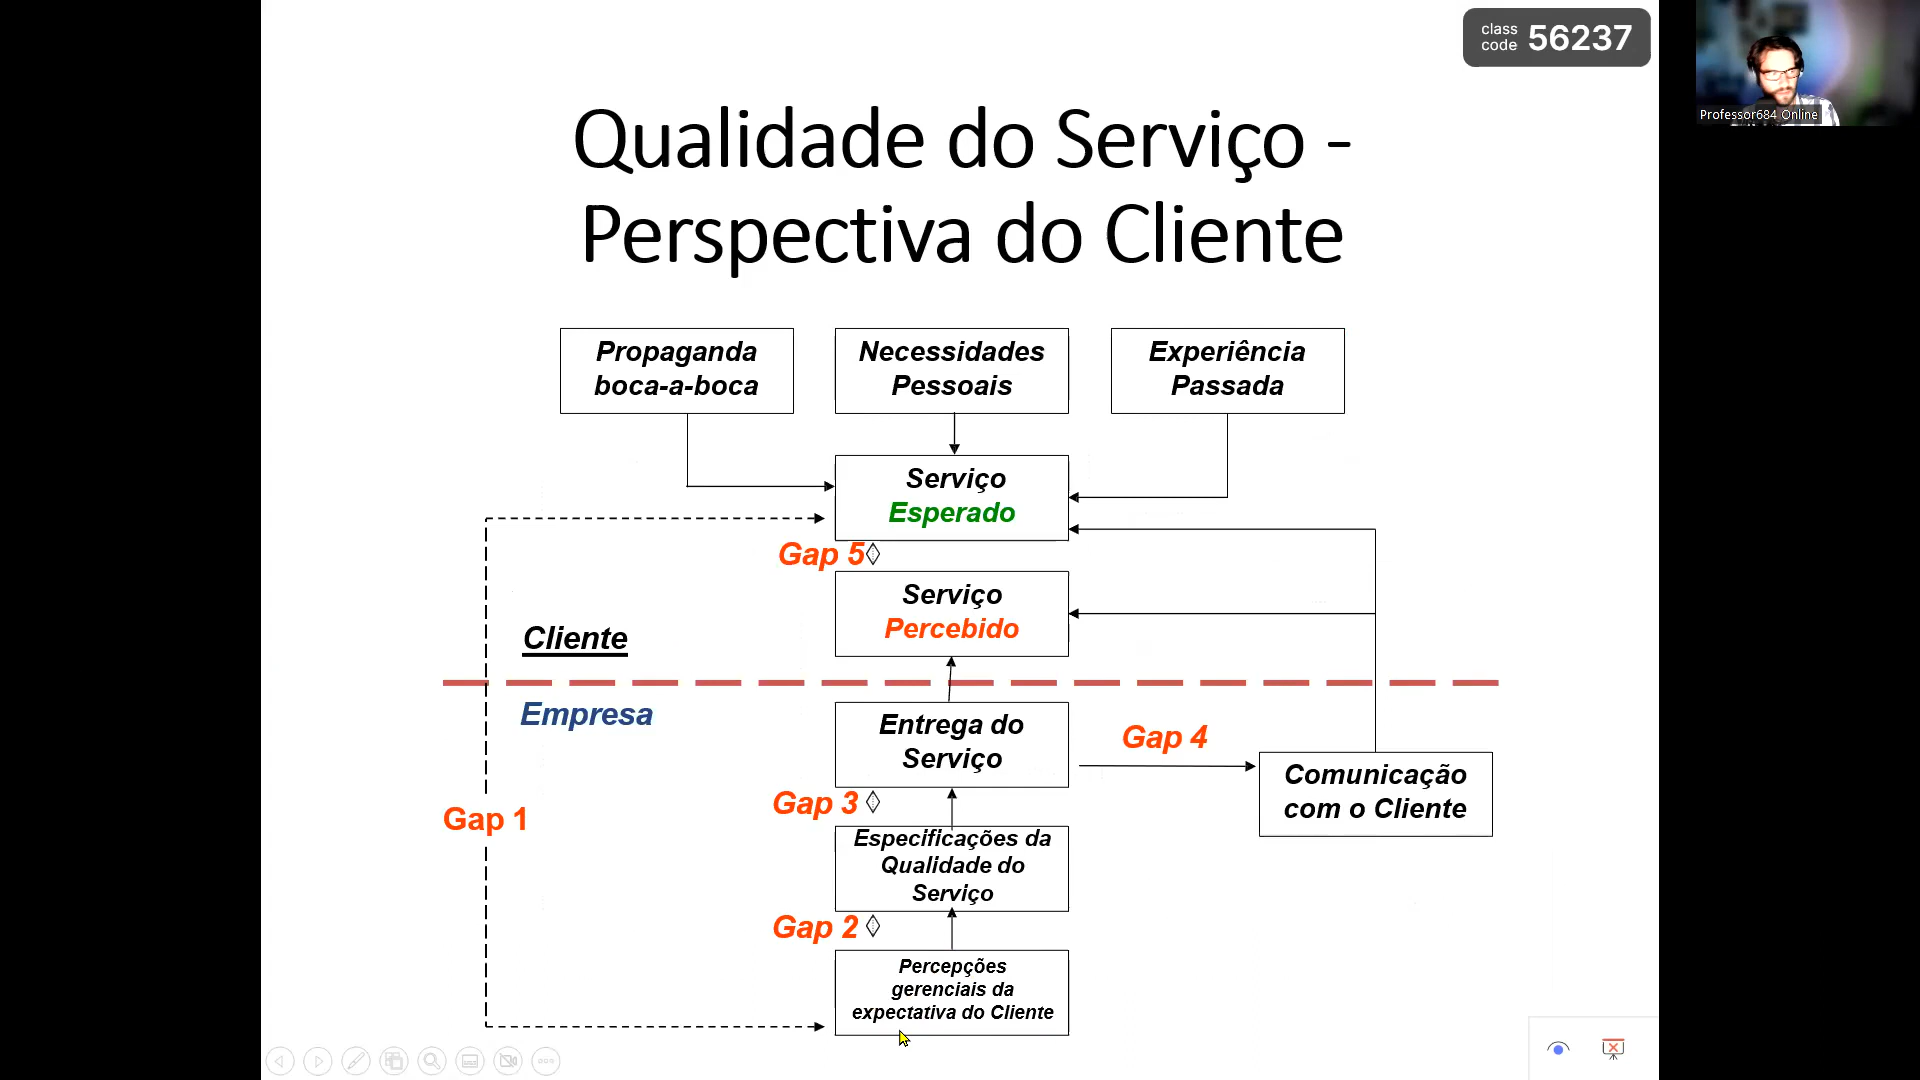 class
code 56237
Professor684 Online
Qualidade do Serviço -
Perspectiva do Cliente
Propaganda
boca-a-boca
Necessidades
Pessoais
Experiência
Passada
Serviço
Esperado
Gap 5
Serviço
Percebido
Cliente
Empresa
Entrega do
Serviço
Gap 4
Comunicação
com o Cliente
Gap 1
Gap 3
Especificações da
Qualidade do
Serviço
Gap 2
Percepções
gerenciais da
expectativa do Cliente